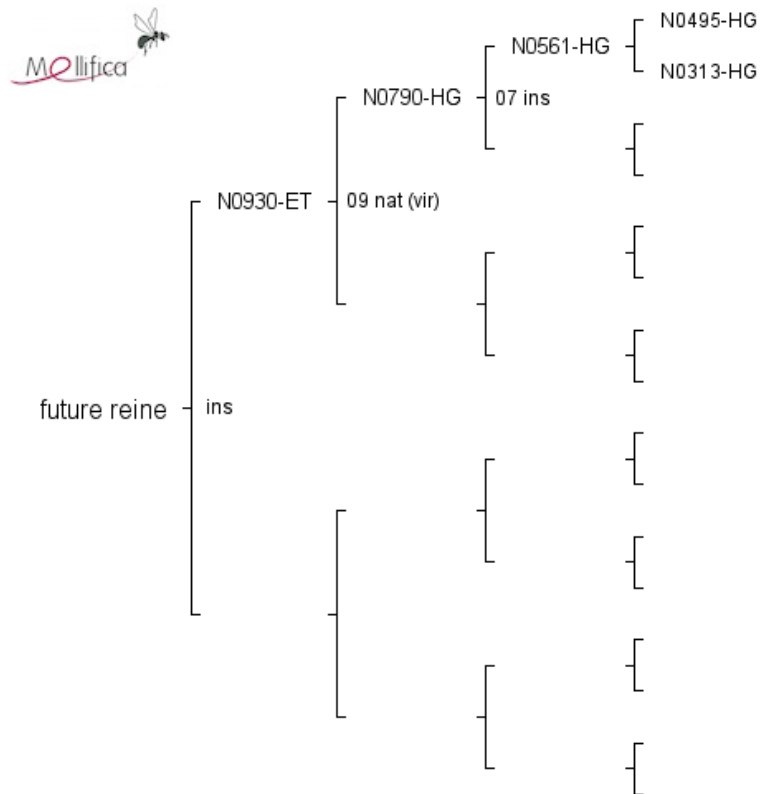 Mellifica
N0495-HG
N0561-HG
N0313-HG
N0790-HG
07 ins
N0930-ET
09 nat (vir)
future reine
ins